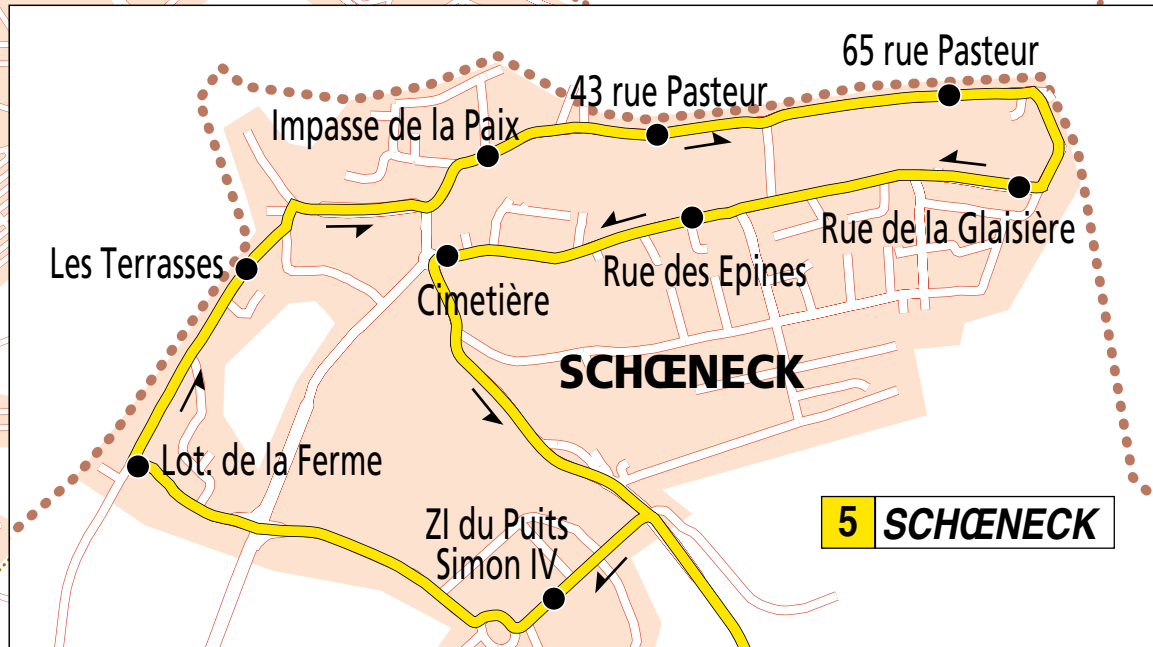 65 rue Pasteur
43 rue Pasteur
Impasse de la Paix
Rue de la Glaisière
Les Terrasses
Rue des Epines
Cimetière
SCHŒNECK
Lot. de la Ferme
ZI du Puits
Simon IV
5 SCHŒNECK